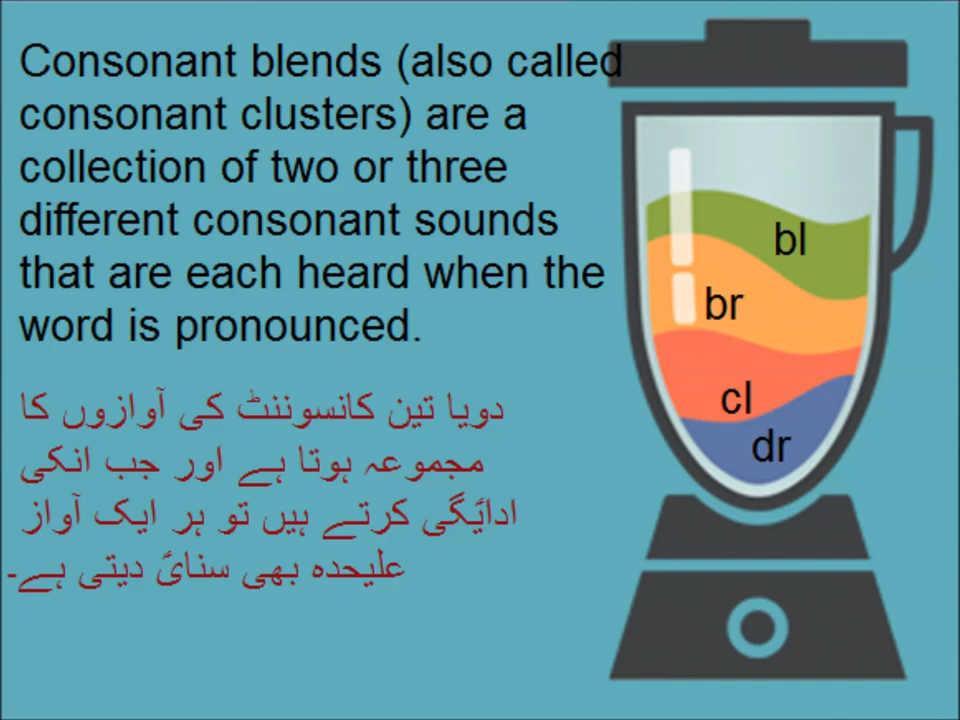 Consonant blends (also called
consonant clusters) are a
collection of two or three
different consonant sounds
that are each heard when the
word is pronounced.
دویا تین کانسوننٹ کی آوازوں کا
مجموعہ ہوتا ہے اور جب انکی
ادائیگی کرتے ہیں تو ہر ایک آواز
علیحدہ بھی سنائ دیتی ہے۔
bl
br
cl
dr